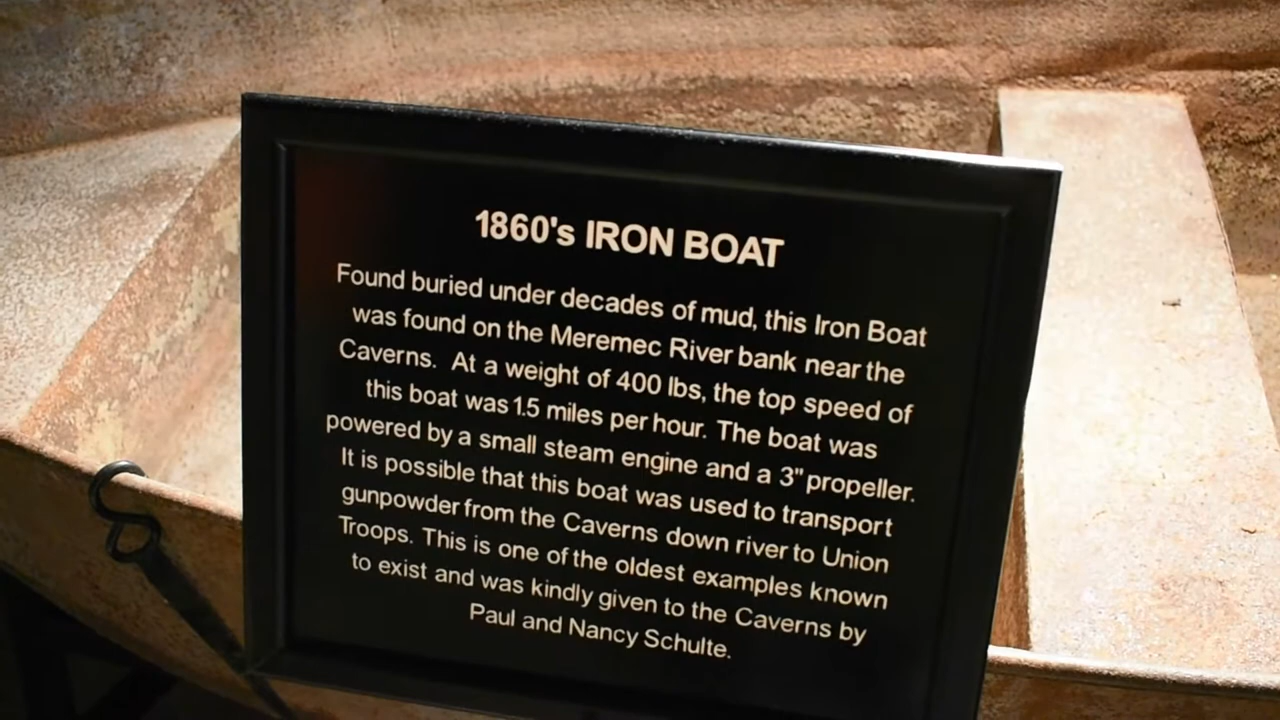 1860's IRON BOAT
Found buried under decades of mud, this Iron Boat
was found on the Meremec River bank near the
Caverns. At a weight of 400 lbs, the top speed of
this boat was 1.5 miles per hour. The boat was
powered by a small steam engine and a 3" propeller.
It is possible that this boat was used to transport
gunpowder from the Caverns down river to Union
Troops. This is one of the oldest examples known
to exist and was kindly given to the Caverns by
Paul and Nancy Schulte.